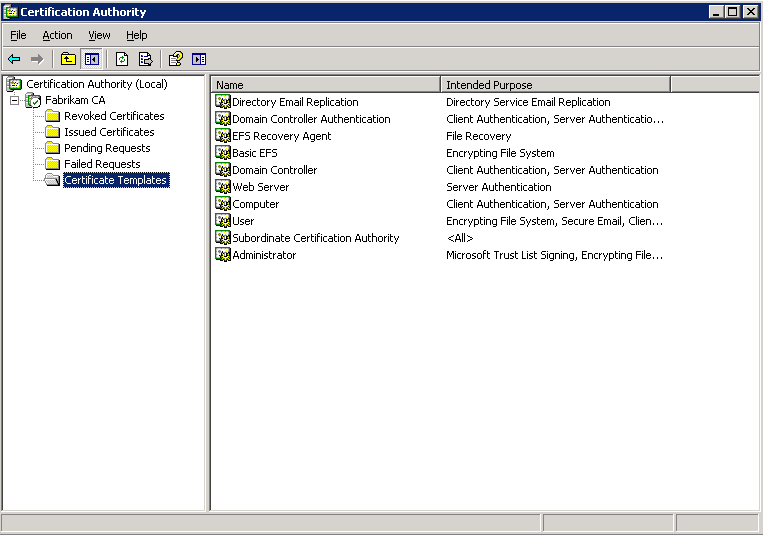 Certification Authority
File Action View Help
Certification Authority (Local)
Fabrikam CA
Revoked Certificates
Issued Certificates
Pending Requests
Failed Requests
Certificate Templates
Name Intended Purpose
Directory Email Replication Directory Service Email Replication
Domain Controller Authentication Client Authentication, Server Authenticatio...
EFS Recovery Agent File Recovery
Basic EFS Encrypting File System
Domain Controller Client Authentication, Server Authentication
Web Server Server Authentication
Computer Client Authentication, Server Authentication
User Encrypting File System, Secure Email, Clien...
Subordinate Certification Authority <All>
Administrator Microsoft Trust List Signing, Encrypting File...